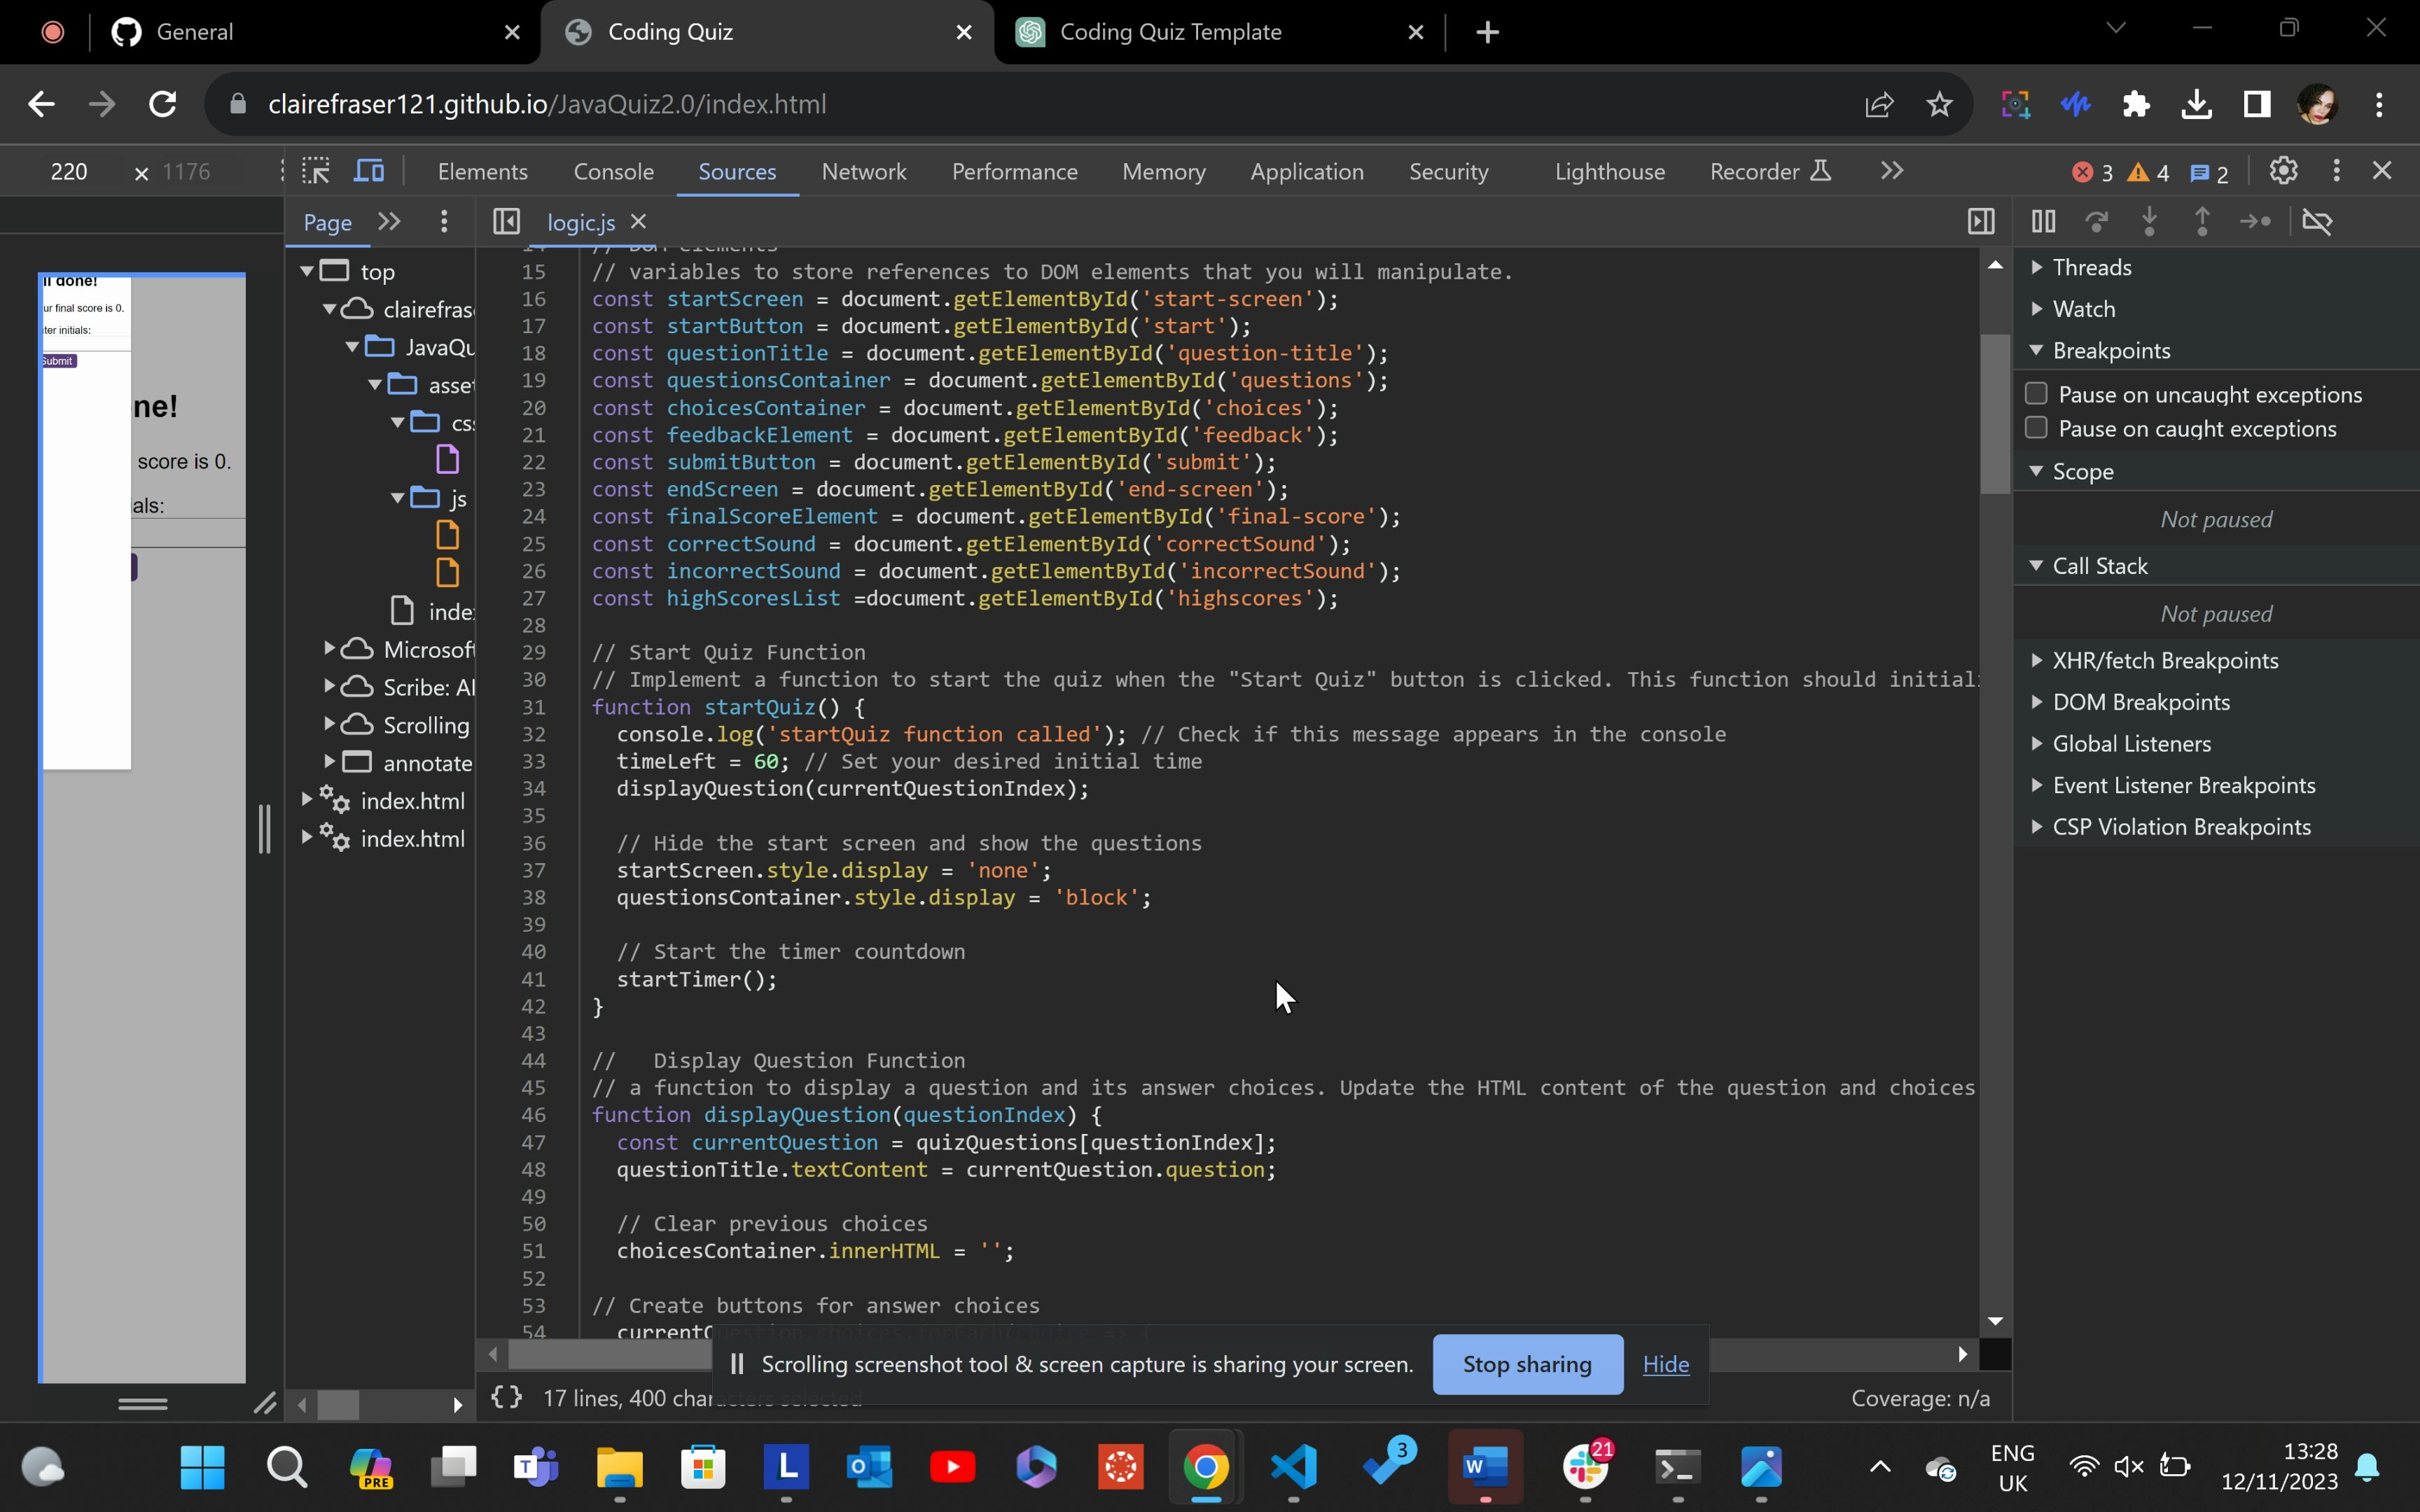 General
Coding Quiz
Coding Quiz Template
clairefraser121.github.io/JavaQuiz2.0/index.html
220 × 1176
Elements Console Sources Network Performance Memory Application Security Lighthouse Recorder
3 4 2
Page
logic.js
ll done!
ur final score is 0.
ter initials:
Submit
ne!
score is 0.
als:
top
clairefras
JavaQu
asset
css
js
inde
Microsoft
Scribe: AI
Scrolling
annotate
index.html
index.html
14 // DOM elements
15 // variables to store references to DOM elements that you will manipulate.
16 const startScreen = document.getElementById('start-screen');
17 const startButton = document.getElementById('start');
18 const questionTitle = document.getElementById('question-title');
19 const questionsContainer = document.getElementById('questions');
20 const choicesContainer = document.getElementById('choices');
21 const feedbackElement = document.getElementById('feedback');
22 const submitButton = document.getElementById('submit');
23 const endScreen = document.getElementById('end-screen');
24 const finalScoreElement = document.getElementById('final-score');
25 const correctSound = document.getElementById('correctSound');
26 const incorrectSound = document.getElementById('incorrectSound');
27 const highScoresList =document.getElementById('highscores');
28
29 // Start Quiz Function
30 // Implement a function to start the quiz when the "Start Quiz" button is clicked. This function should initial
31 function startQuiz() {
32 console.log('startQuiz function called'); // Check if this message appears in the console
33 timeLeft = 60; // Set your desired initial time
34 displayQuestion(currentQuestionIndex);
35
36 // Hide the start screen and show the questions
37 startScreen.style.display = 'none';
38 questionsContainer.style.display = 'block';
39
40 // Start the timer countdown
41 startTimer();
42 }
43
44 // Display Question Function
45 // a function to display a question and its answer choices. Update the HTML content of the question and choices
46 function displayQuestion(questionIndex) {
47 const currentQuestion = quizQuestions[questionIndex];
48 questionTitle.textContent = currentQuestion.question;
49
50 // Clear previous choices
51 choicesContainer.innerHTML = '';
52
53 // Create buttons for answer choices
54 currentQuestion.choices.forEach(choice => {
Scrolling screenshot tool & screen capture is sharing your screen. Stop sharing Hide
{} 17 lines, 400 characters selected
Coverage: n/a
Threads
Watch
Breakpoints
Pause on uncaught exceptions
Pause on caught exceptions
Scope
Not paused
Call Stack
Not paused
XHR/fetch Breakpoints
DOM Breakpoints
Global Listeners
Event Listener Breakpoints
CSP Violation Breakpoints
PRE
T
L
O
3
W
21
ENG
UK
13:28
12/11/2023